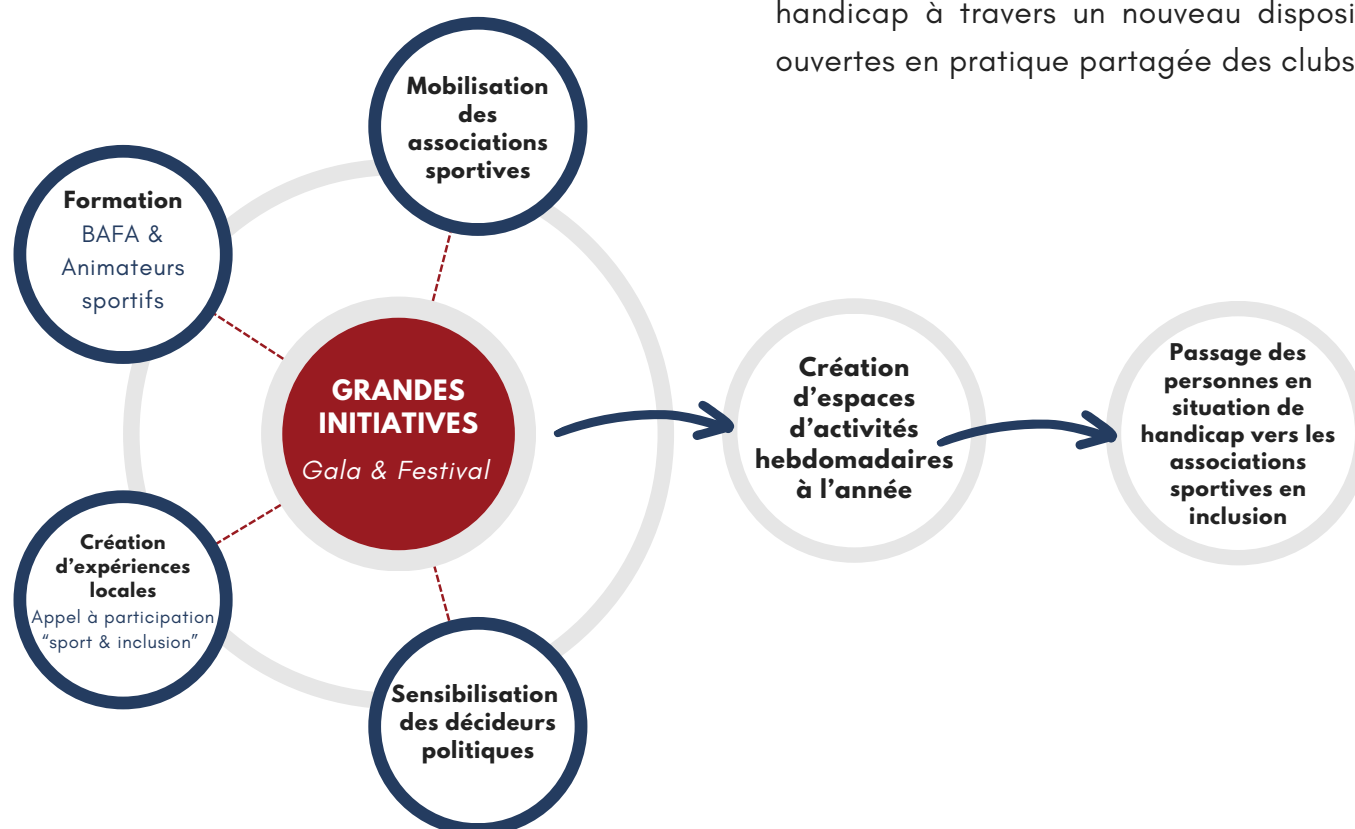 handicap à travers un nouveau
ouvertes en pratique partagée des clubs
Mobilisation
des
associations
sportives
Formation
BAFA &
Animateurs
sportifs
GRANDES
INITIATIVES
Gala & Festival
Création
d'expériences
locales
Appel à participation
“sport & inclusion”
Sensibilisation
des décideurs
politiques
Création
d'espaces
d'activités
hebdomadaires
à l'année
Passage des
personnes en
situation de
handicap vers les
associations
sportives en
inclusion